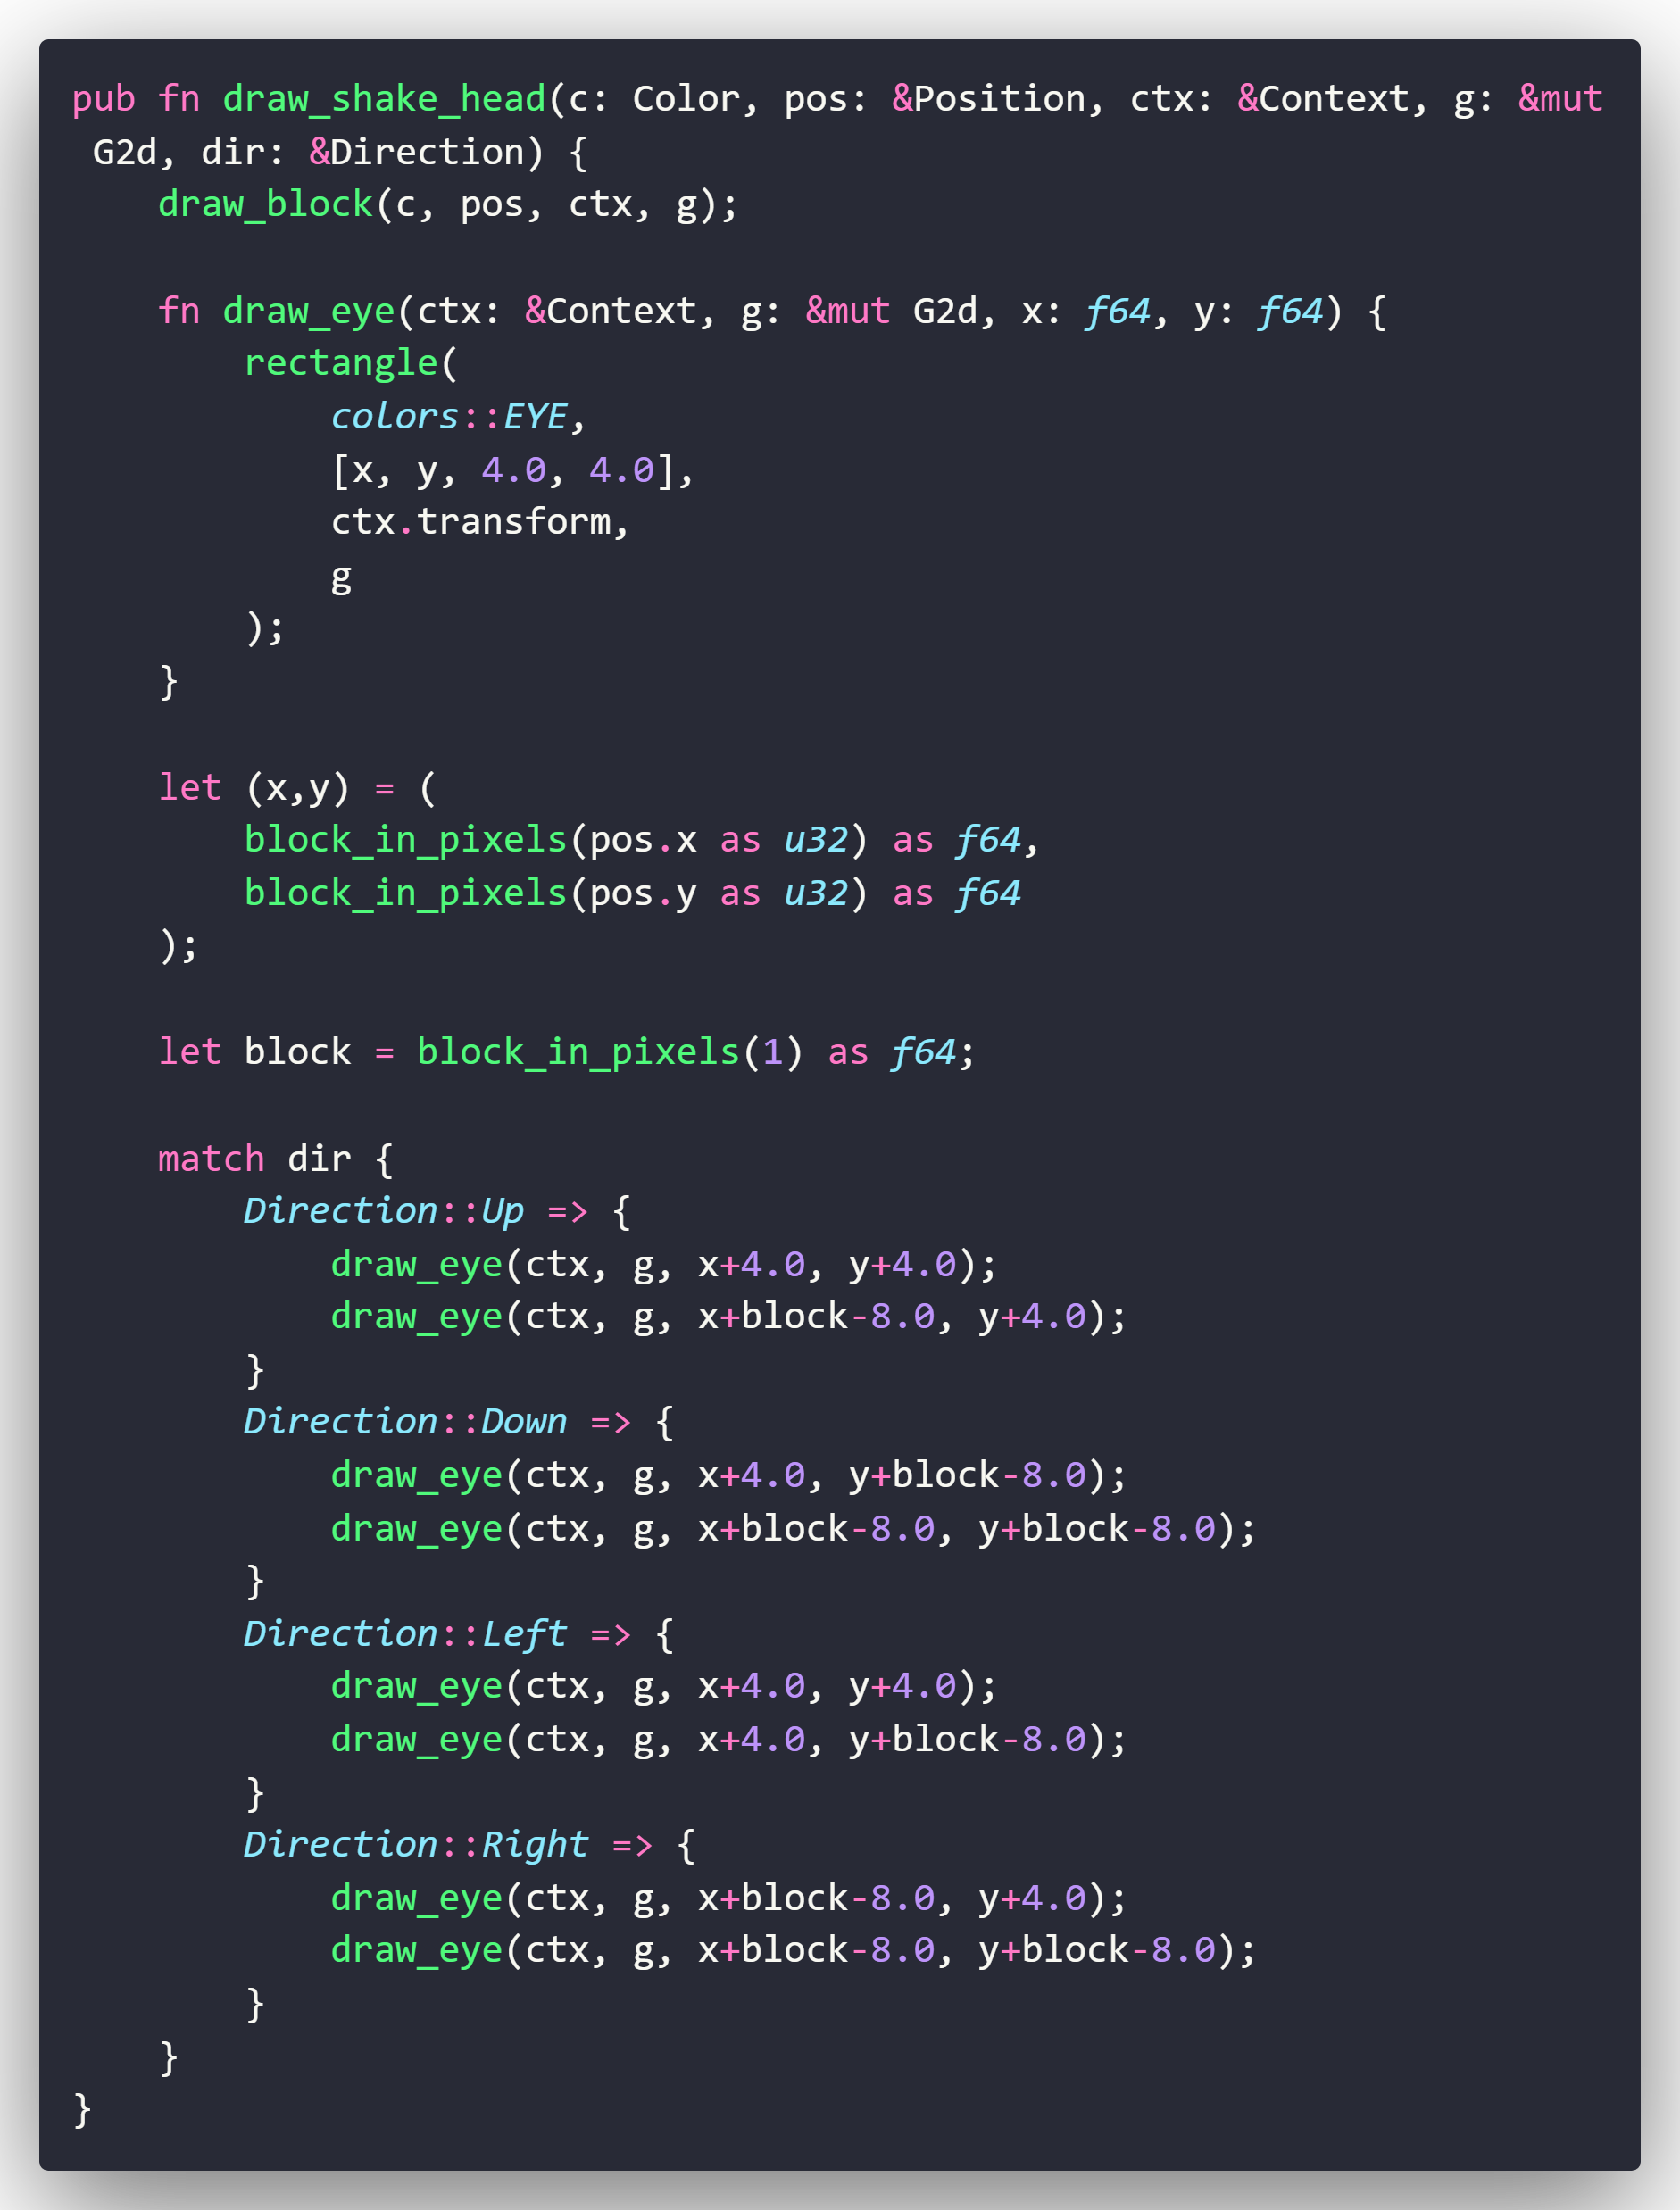 pub fn draw_shake_head(c: Color, pos: &Position, ctx: &Context, g: &mut
 G2d, dir: &Direction) {
    draw_block(c, pos, ctx, g);

    fn draw_eye(ctx: &Context, g: &mut G2d, x: f64, y: f64) {
        rectangle(
            colors::EYE,
            [x, y, 4.0, 4.0],
            ctx.transform,
            g
        );
    }

    let (x,y) = (
        block_in_pixels(pos.x as u32) as f64,
        block_in_pixels(pos.y as u32) as f64
    );

    let block = block_in_pixels(1) as f64;

    match dir {
        Direction::Up => {
            draw_eye(ctx, g, x+4.0, y+4.0);
            draw_eye(ctx, g, x+block-8.0, y+4.0);
        }
        Direction::Down => {
            draw_eye(ctx, g, x+4.0, y+block-8.0);
            draw_eye(ctx, g, x+block-8.0, y+block-8.0);
        }
        Direction::Left => {
            draw_eye(ctx, g, x+4.0, y+4.0);
            draw_eye(ctx, g, x+4.0, y+block-8.0);
        }
        Direction::Right => {
            draw_eye(ctx, g, x+block-8.0, y+4.0);
            draw_eye(ctx, g, x+block-8.0, y+block-8.0);
        }
    }
}